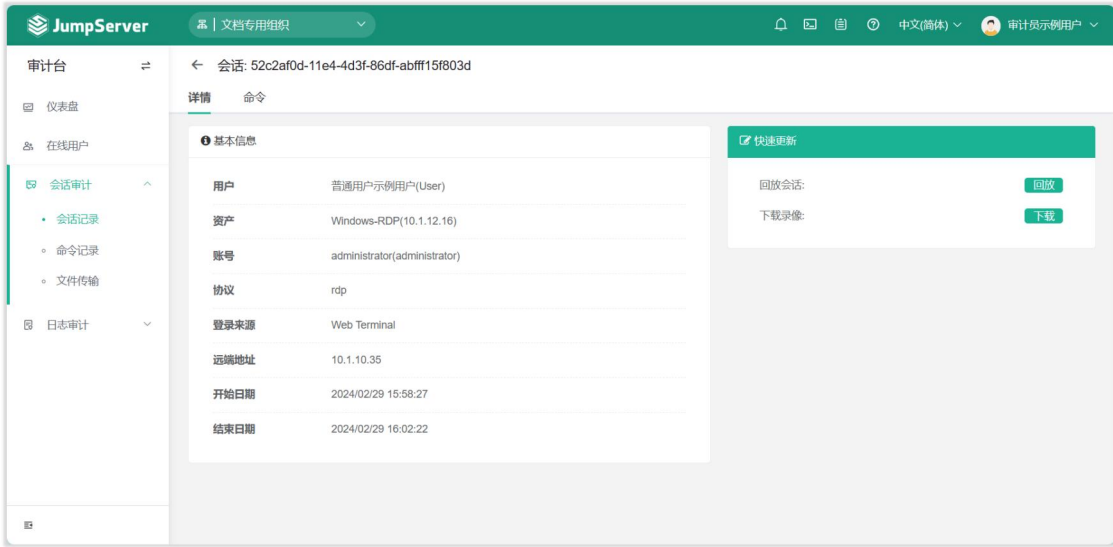 JumpServer
文档专用组织
中文(简体)
审计员示例用户
审计台
仪表盘
在线用户
会话审计
会话记录
命令记录
文件传输
日志审计
会话: 52c2af0d-11e4-4d3f-86df-abfff15f803d
详情 命令
基本信息
用户 普通用户示例用户(User)
资产 Windows-RDP(10.1.12.16)
账号 administrator(administrator)
协议 rdp
登录来源 Web Terminal
远端地址 10.1.10.35
开始日期 2024/02/29 15:58:27
结束日期 2024/02/29 16:02:22
快速更新
回放会话: 回放
下载录像: 下载